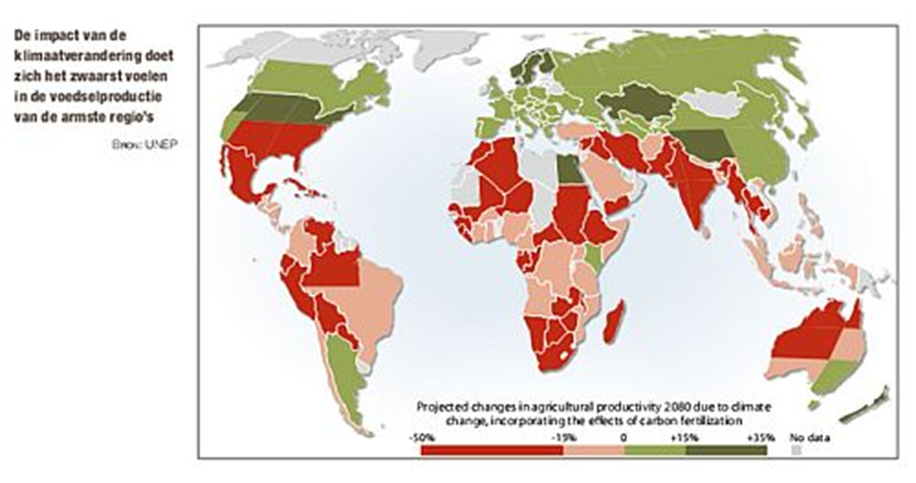 De impact van de
klimaatverandering doet
zich het zwaarst voelen
in de voedselproductie
van de armste regio's
Bron: UNEP
Projected changes in agricultural productivity 2080 due to climate
change, incorporating the effects of carbon fertilization
-50% -15% 0 +15% +35% No data